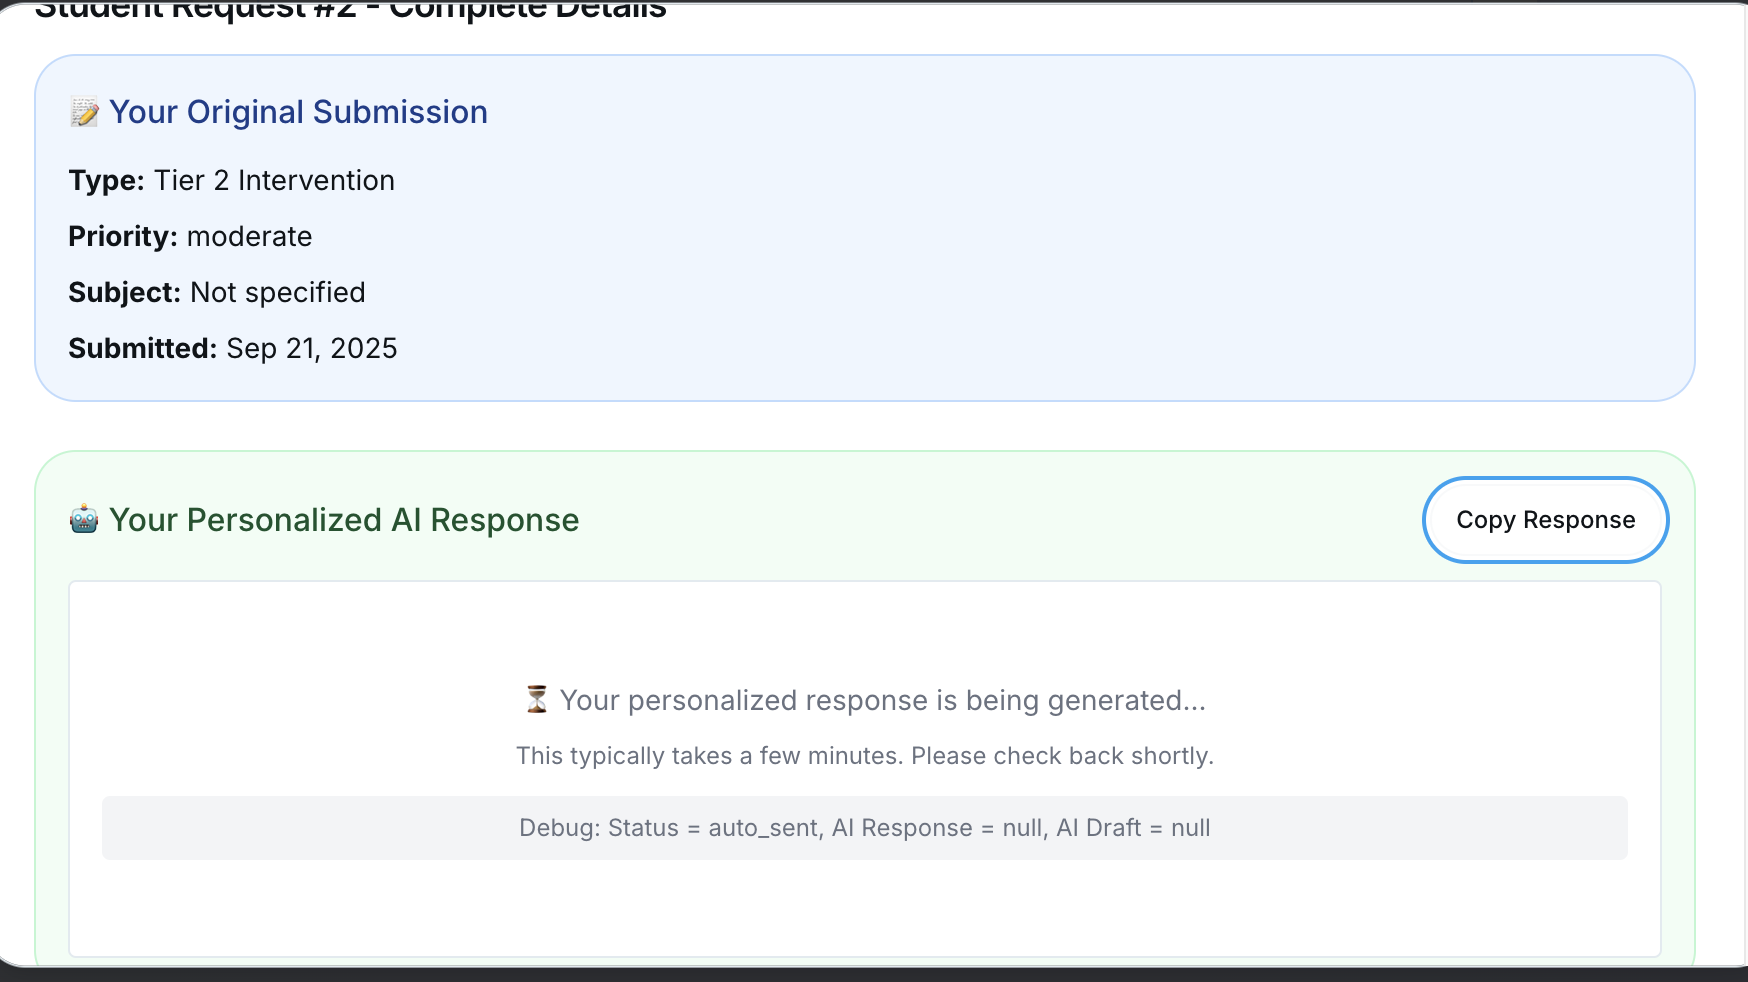 Student Request #2 - Complete Details
📝 Your Original Submission
Type: Tier 2 Intervention
Priority: moderate
Subject: Not specified
Submitted: Sep 21, 2025
🤖 Your Personalized AI Response
Copy Response
⏳ Your personalized response is being generated...
This typically takes a few minutes. Please check back shortly.
Debug: Status = auto_sent, AI Response = null, AI Draft = null